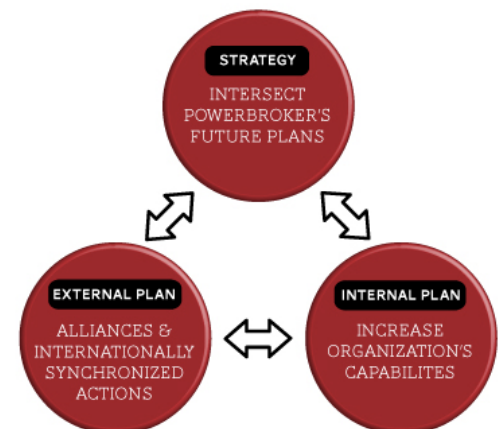 STRATEGY
INTERSECT
POWERBROKER'S
FUTURE PLANS
EXTERNAL PLAN
ALLIANCES &
INTERNATIONALLY
SYNCHRONIZED
ACTIONS
INTERNAL PLAN
INCREASE
ORGANIZATION'S
CAPABILITES